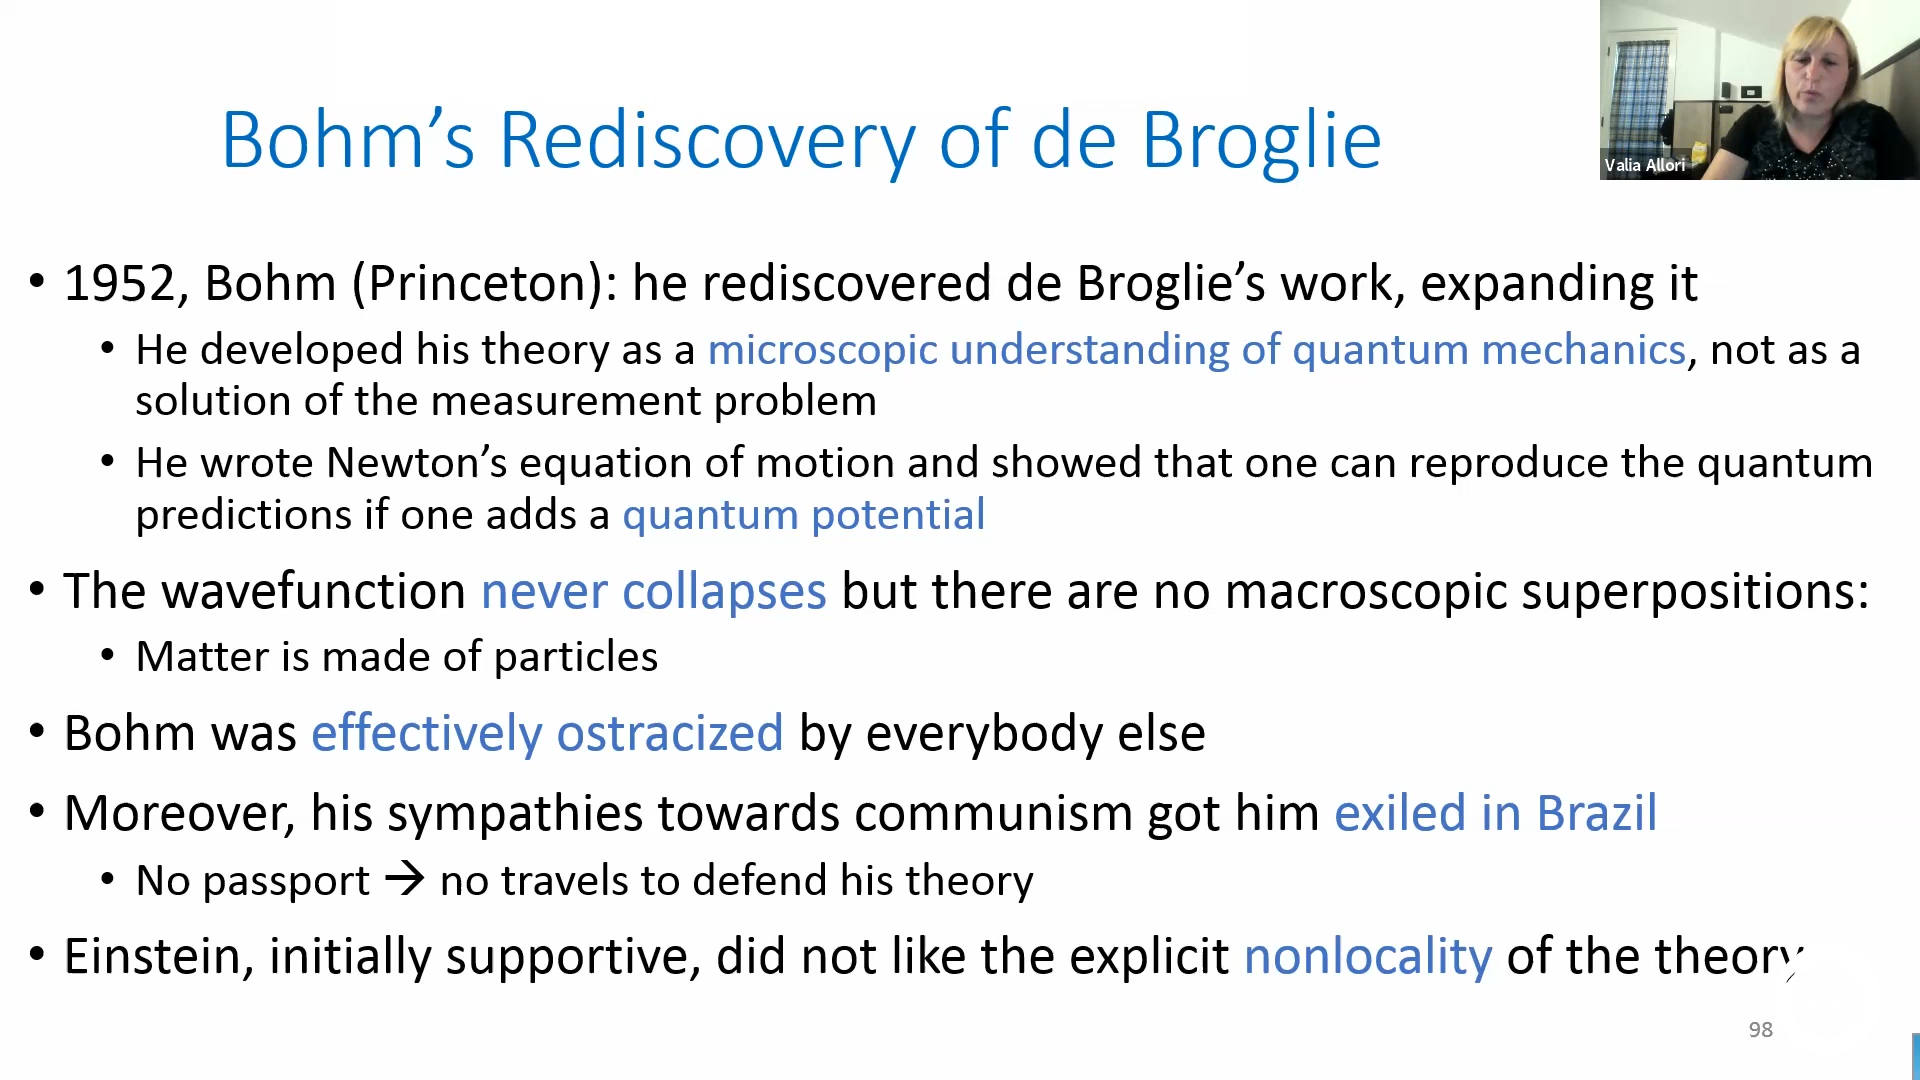 Bohm’s Rediscovery of de Broglie
Valia Allori
• 1952, Bohm (Princeton): he rediscovered de Broglie’s work, expanding it
• He developed his theory as a microscopic understanding of quantum mechanics, not as a
solution of the measurement problem
• He wrote Newton’s equation of motion and showed that one can reproduce the quantum
predictions if one adds a quantum potential
• The wavefunction never collapses but there are no macroscopic superpositions:
• Matter is made of particles
• Bohm was effectively ostracized by everybody else
• Moreover, his sympathies towards communism got him exiled in Brazil
• No passport → no travels to defend his theory
• Einstein, initially supportive, did not like the explicit nonlocality of the theory
98